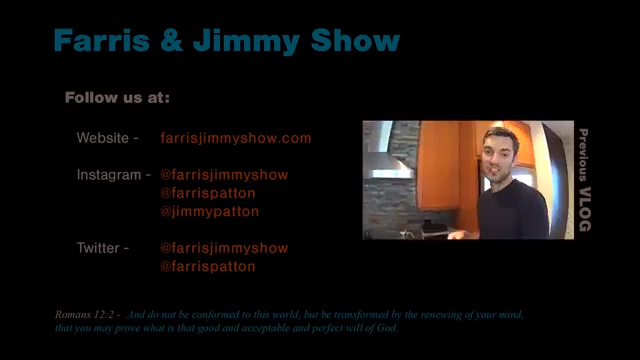 Farris & Jimmy Show
Follow us at:
Website - farrisjimmyshow.com
Instagram - @farrisjimmyshow
@farrispatton
@jimmypatton
Twitter - @farrisjimmyshow
@farrispatton
Previous VLOG
Romans 12:2 - And do not be conformed to this world, but be transformed by the renewing of your mind,
that you may prove what is that good and acceptable and perfect will of God.